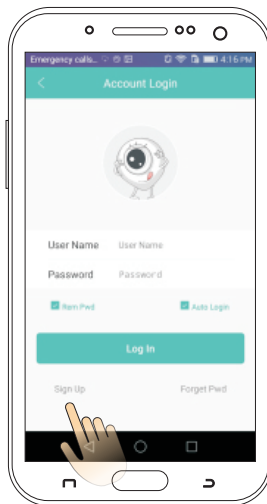 Emergency calls... 4:16 PM
Account Login
User Name User Name
Password Password
Rem Pwd Auto Login
Log In
Sign Up Forget Pwd